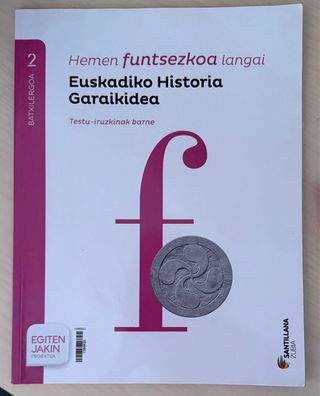 2
BATXILERGOA
Hemen funtsezkoa langai
Euskadiko Historia
Garaikidea
Testu-iruzkinak barne
f
EGITEN
JAKIN
PROIEKTUA
SANTILLANA
ZUBIA